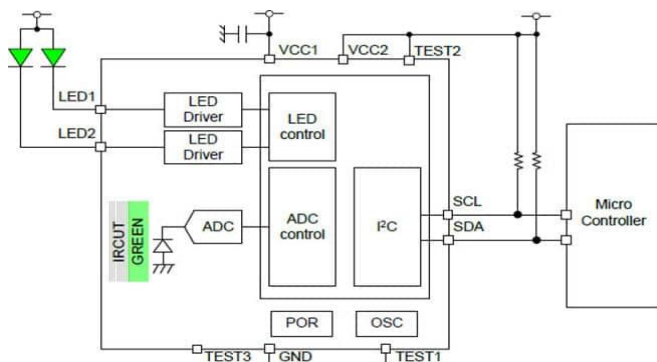 VCC1
VCC2
TEST2
LED1
LED2
LED
Driver
LED
Driver
LED
control
IRCUT
GREEN
ADC
ADC
control
I²C
SCL
SDA
Micro
Controller
POR
OSC
TEST3
GND
TEST1